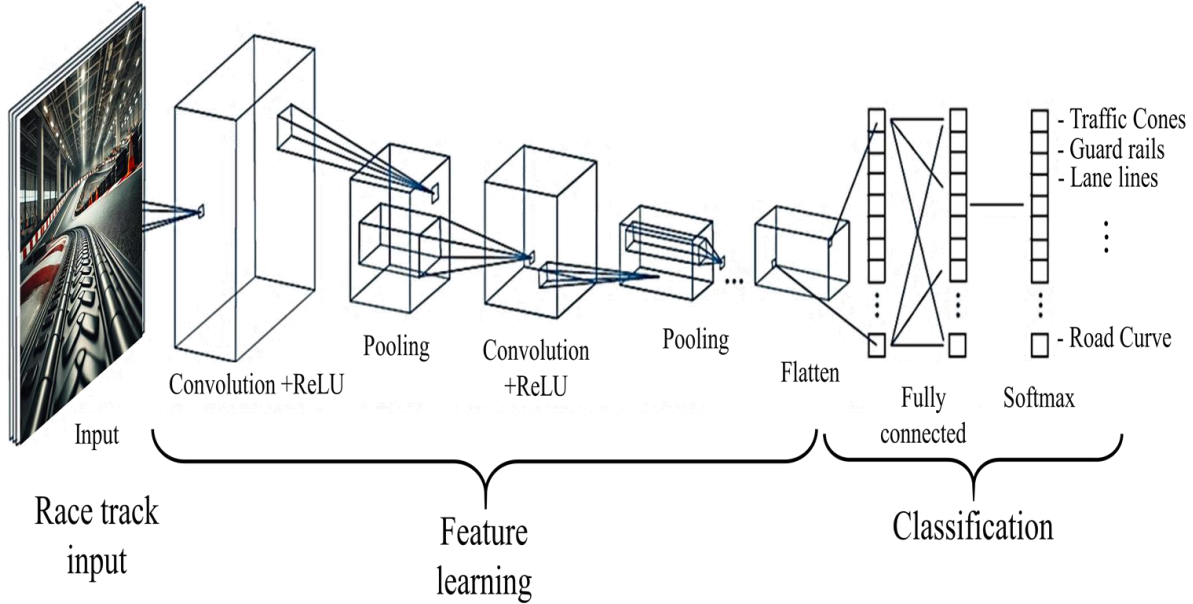 Input
Race track
input
Convolution +ReLU
Pooling
Convolution
+ReLU
Pooling
...
Feature
learning
Flatten
Fully
connected
Softmax
- Traffic Cones
- Guard rails
- Lane lines
- Road Curve
Classification